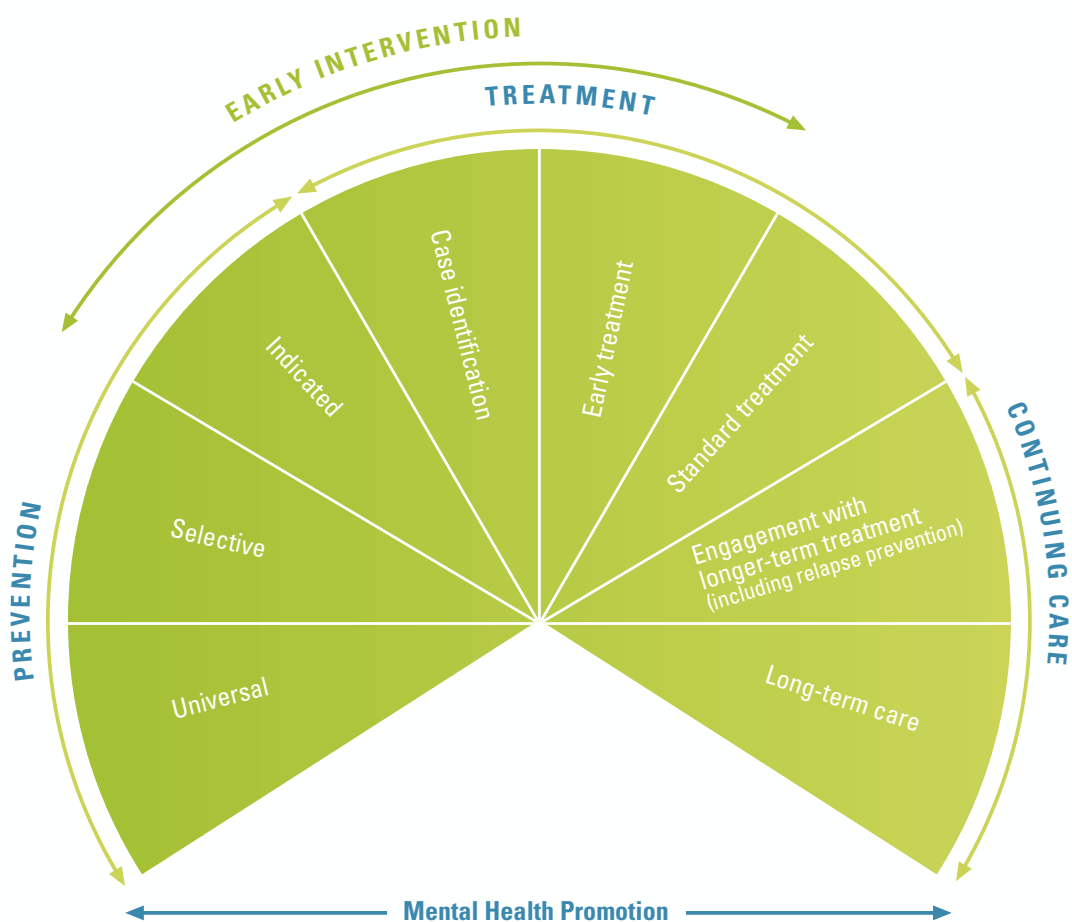 EARLY INTERVENTION
TREATMENT
PREVENTION
CONTINUING CARE
Universal
Selective
Indicated
Case identification
Early treatment
Standard treatment
Engagement with
longer-term treatment
(including relapse prevention)
Long-term care
Mental Health Promotion